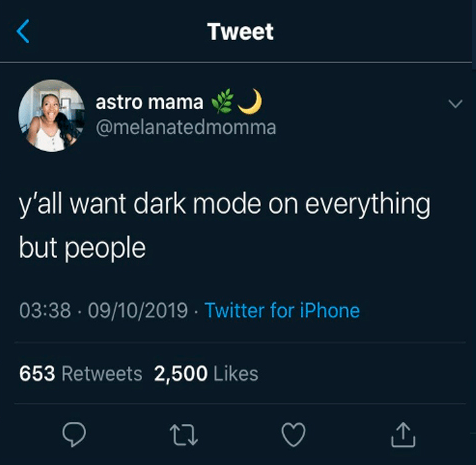 Tweet
astro mama 🌿🌙
@melanatedmomma
y'all want dark mode on everything
but people
03:38 · 09/10/2019 · Twitter for iPhone
653 Retweets 2,500 Likes